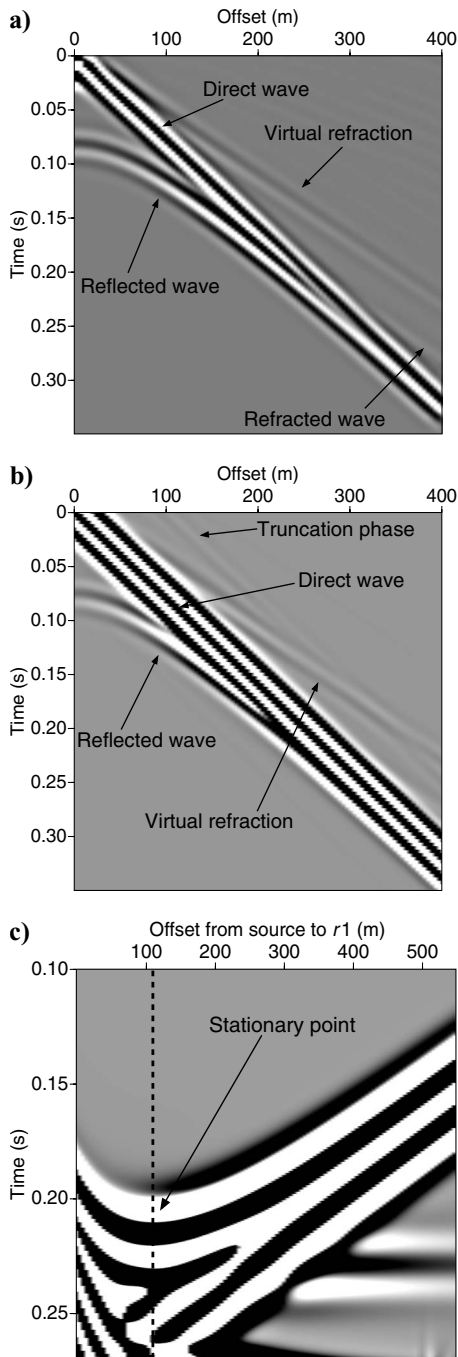 a)
Offset (m)
0 100 200 300 400
0
0.05
0.10
0.15
0.20
0.25
0.30
Time (s)
Direct wave
Virtual refraction
Reflected wave
Refracted wave
b)
Offset (m)
0 100 200 300 400
0
0.05
0.10
0.15
0.20
0.25
0.30
Time (s)
Truncation phase
Direct wave
Reflected wave
Virtual refraction
c)
Offset from source to r1 (m)
100 200 300 400 500
0.10
0.15
0.20
0.25
Time (s)
Stationary point